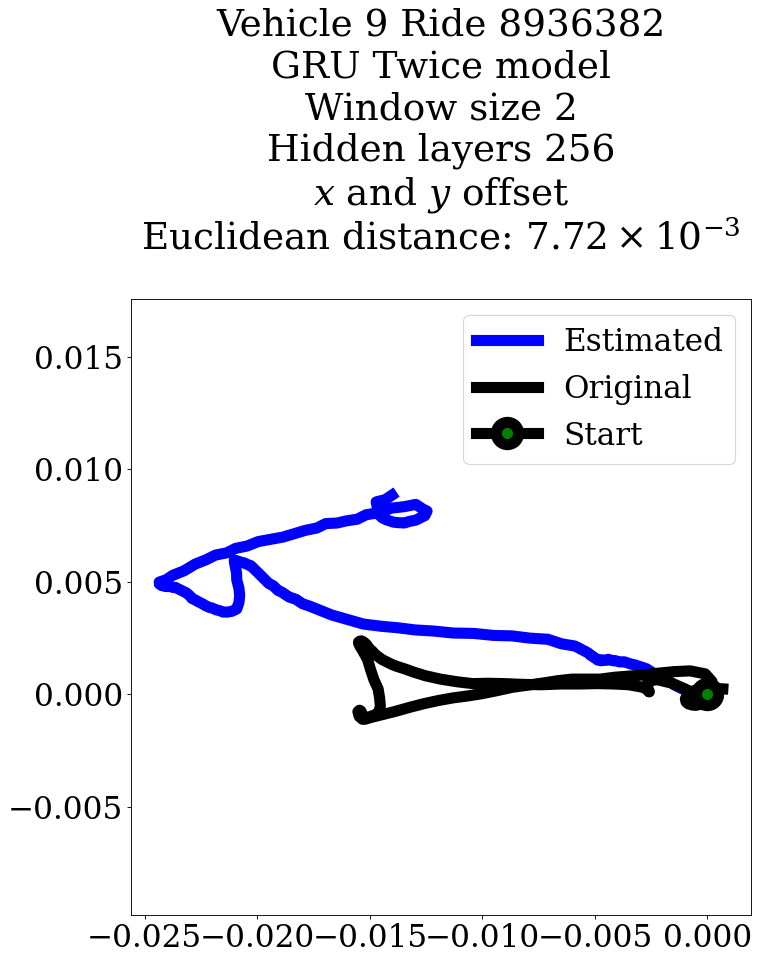 Vehicle 9 Ride 8936382
GRU Twice model
Window size 2
Hidden layers 256
x and y offset
Euclidean distance: 7.72 × 10⁻³
Estimated
Original
Start
0.015
0.010
0.005
0.000
−0.005
−0.025 −0.020 −0.015 −0.010 −0.005 0.000